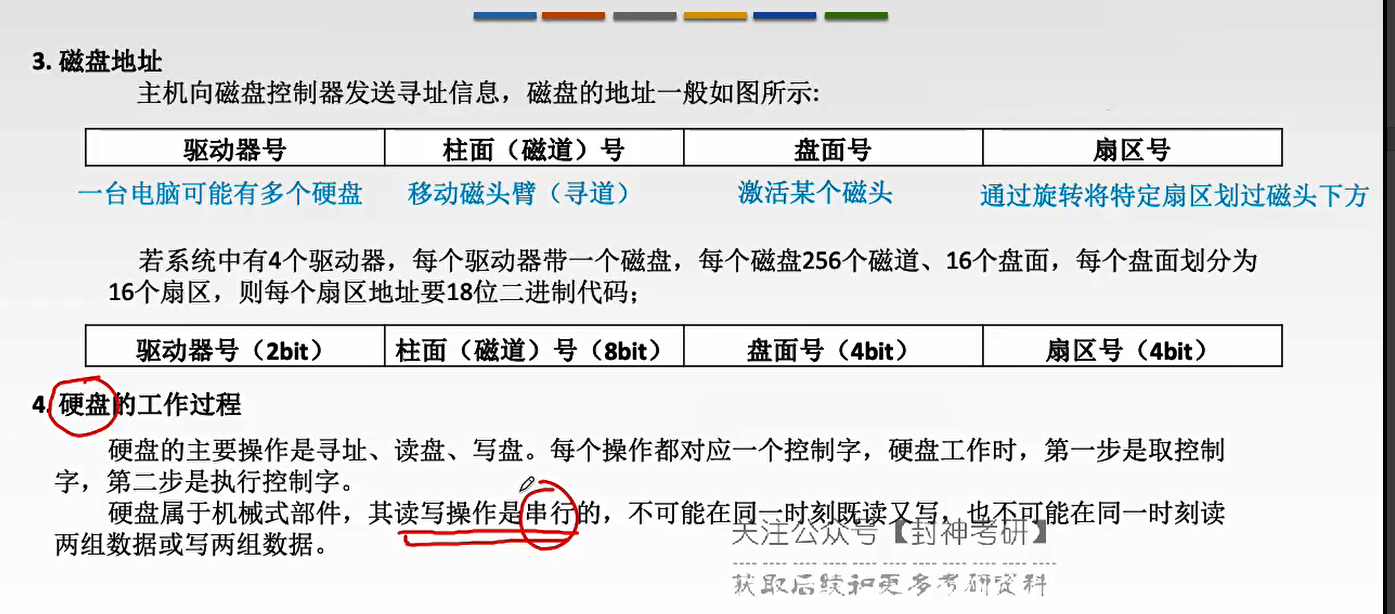 3. 磁盘地址
主机向磁盘控制器发送寻址信息，磁盘的地址一般如图所示:
驱动器号 柱面（磁道）号 盘面号 扇区号
一台电脑可能有多个硬盘 移动磁头臂（寻道） 激活某个磁头 通过旋转将特定扇区划过磁头下方
若系统中有4个驱动器，每个驱动器带一个磁盘，每个磁盘256个磁道、16个盘面，每个盘面划分为
16个扇区，则每个扇区地址要18位二进制代码；
驱动器号（2bit） 柱面（磁道）号（8bit） 盘面号（4bit） 扇区号（4bit）
4. 硬盘的工作过程
硬盘的主要操作是寻址、读盘、写盘。每个操作都对应一个控制字，硬盘工作时，第一步是取控制
字，第二步是执行控制字。
硬盘属于机械式部件，其读写操作是串行的，不可能在同一时刻既读又写，也不可能在同一时刻读
两组数据或写两组数据。
关注公众号【封神考研】
获取后续和更多考研资料